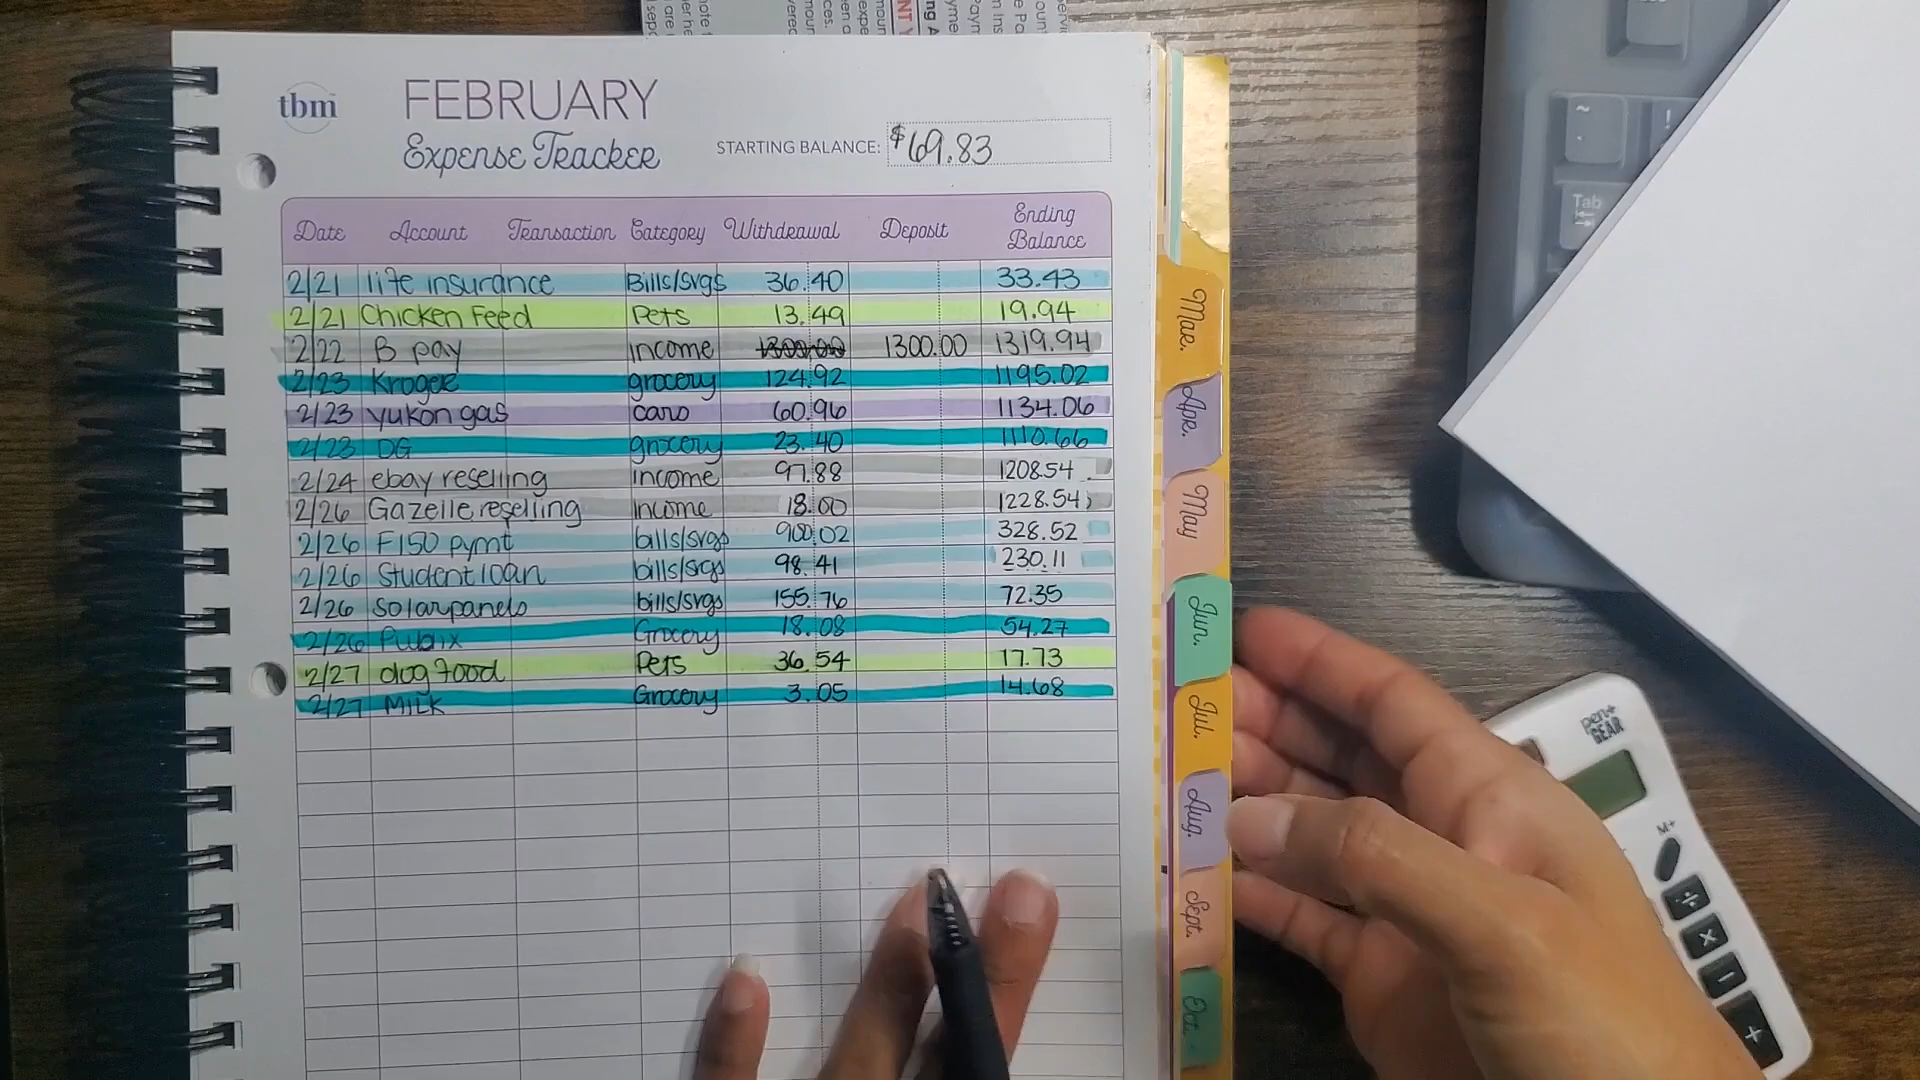 tbm
FEBRUARY
Expense Tracker
STARTING BALANCE: $69.83
Date Account Transaction Category Withdrawal Deposit Ending Balance
2/21 life insurance Bills/Svgs 36.40 33.43
2/21 Chicken Feed Pets 13.49 19.94
2/22 B pay income 1300.00 1319.94
2/23 Kroger grocery 124.92 1195.02
2/23 yukon gas cars 60.96 1134.06
2/23 DG grocery 23.40 1110.66
2/24 ebay reselling income 97.88 1208.54
2/26 Gazelle reselling income 18.00 1228.54
2/26 F150 pymt bills/svgs 900.02 328.52
2/26 Student loan bills/svgs 98.41 230.11
2/26 Solar panels bills/svgs 155.76 72.35
2/26 Publix Grocery 18.08 54.27
2/27 dog food Pets 36.54 17.73
2/27 Milk Grocery 3.05 14.68
Mar.
Apr.
May
Jun.
Jul.
Aug.
Sept.
Oct.
Tab
pen+
GEAR
M+